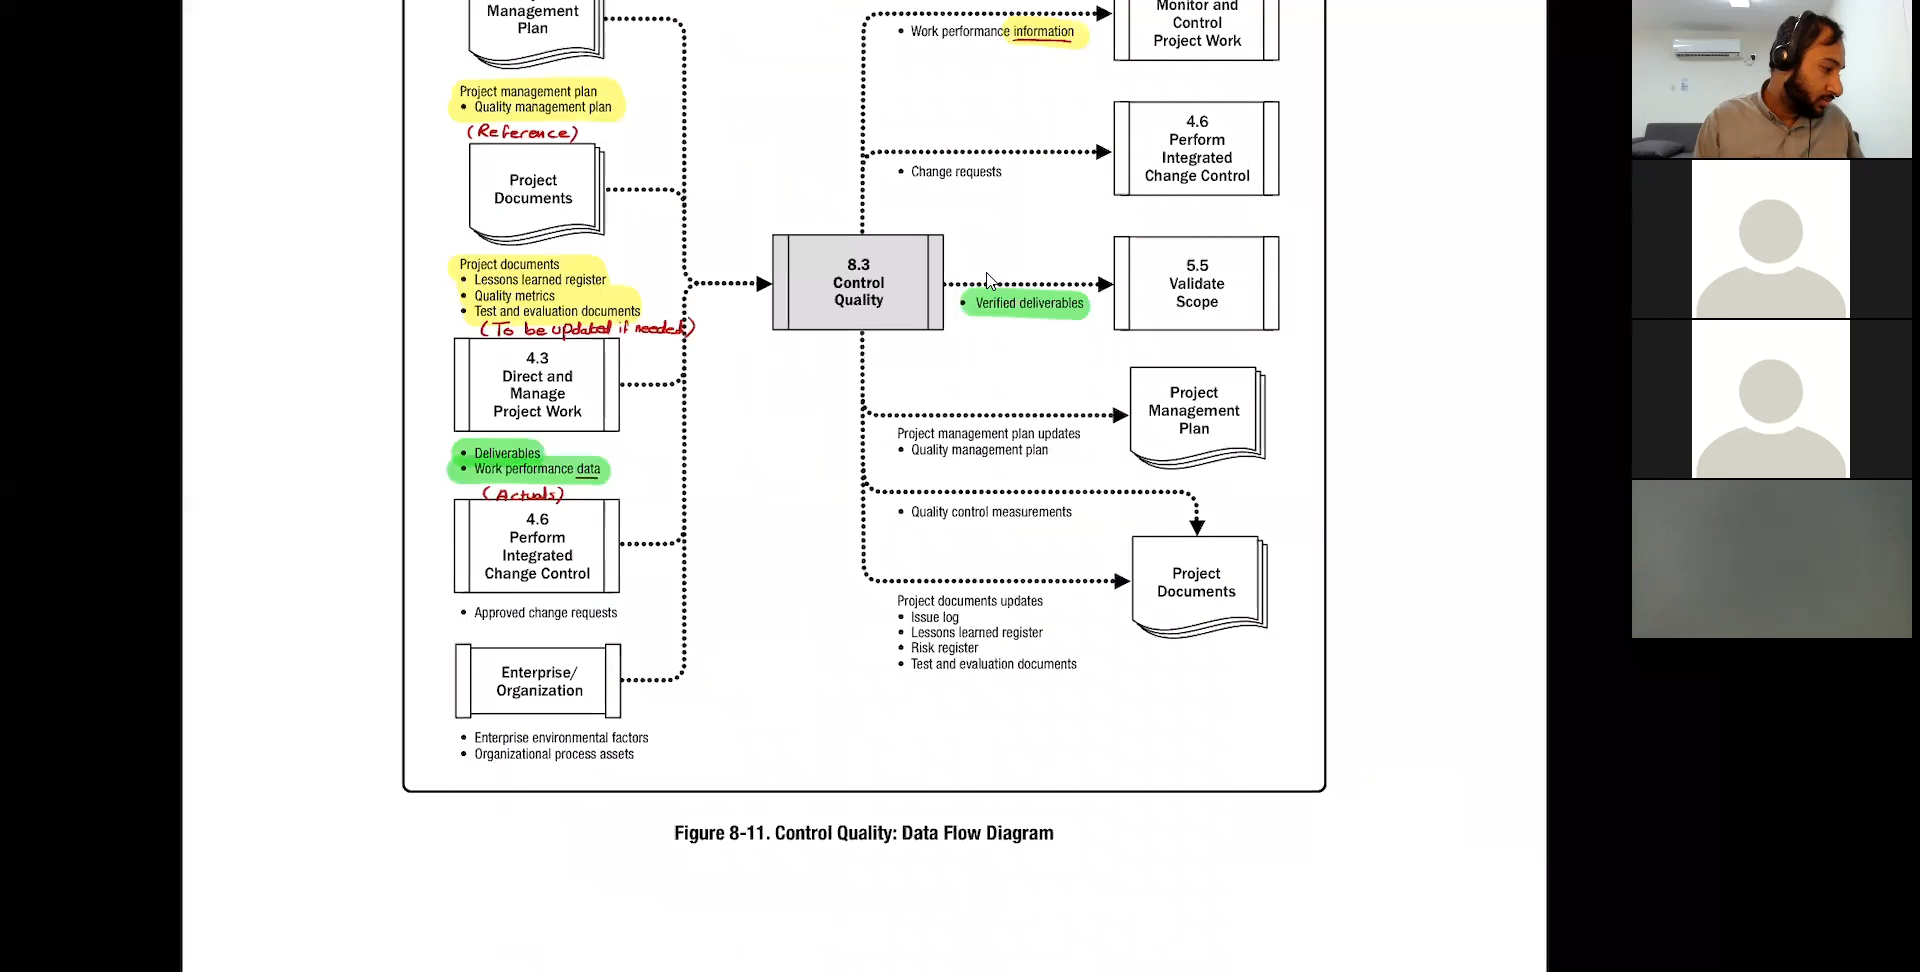 Management
Plan
Project management plan
• Quality management plan
(Reference)
Project
Documents
Project documents
• Lessons learned register
• Quality metrics
• Test and evaluation documents
(To be updated if needed)
4.3
Direct and
Manage
Project Work
• Deliverables
• Work performance data
(Actuals)
4.6
Perform
Integrated
Change Control
• Approved change requests
Enterprise/
Organization
• Enterprise environmental factors
• Organizational process assets
8.3
Control
Quality
• Work performance information
Monitor and
Control
Project Work
• Change requests
4.6
Perform
Integrated
Change Control
• Verified deliverables
5.5
Validate
Scope
Project management plan updates
• Quality management plan
Project
Management
Plan
• Quality control measurements
Project documents updates
• Issue log
• Lessons learned register
• Risk register
• Test and evaluation documents
Project
Documents
Figure 8-11. Control Quality: Data Flow Diagram